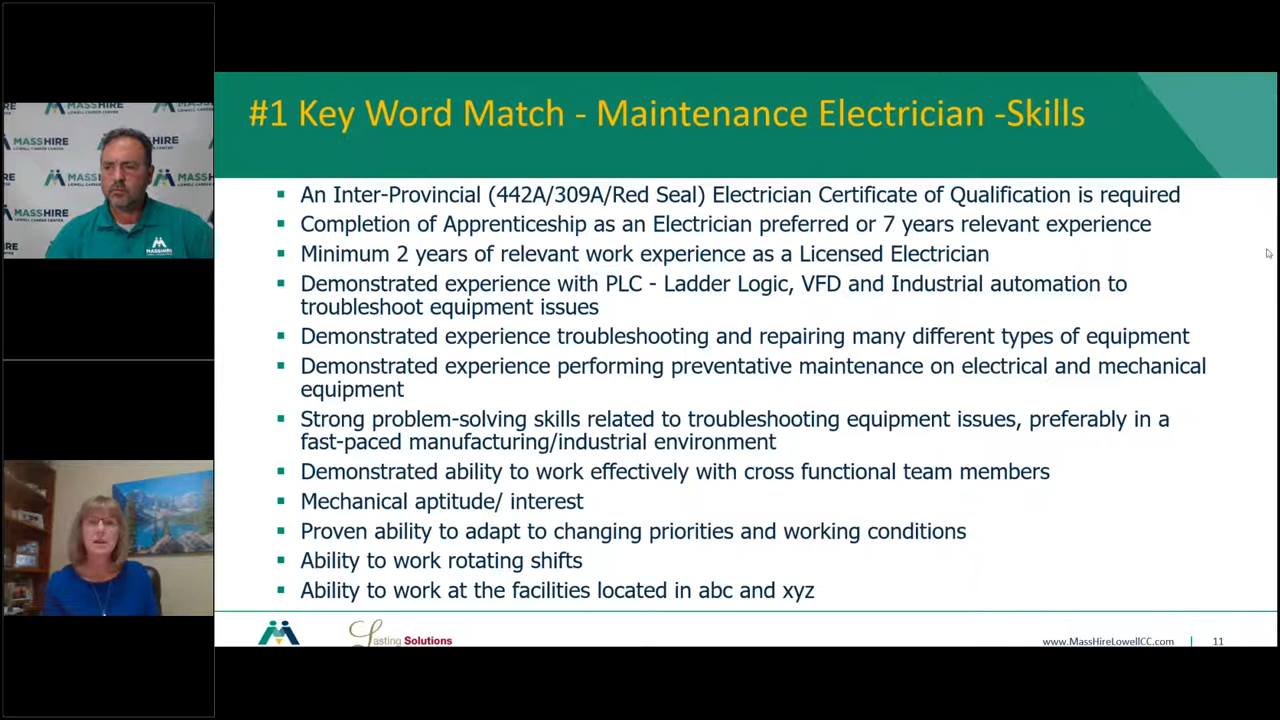 #1 Key Word Match - Maintenance Electrician -Skills
▪ An Inter-Provincial (442A/309A/Red Seal) Electrician Certificate of Qualification is required
▪ Completion of Apprenticeship as an Electrician preferred or 7 years relevant experience
▪ Minimum 2 years of relevant work experience as a Licensed Electrician
▪ Demonstrated experience with PLC - Ladder Logic, VFD and Industrial automation to
troubleshoot equipment issues
▪ Demonstrated experience troubleshooting and repairing many different types of equipment
▪ Demonstrated experience performing preventative maintenance on electrical and mechanical
equipment
▪ Strong problem-solving skills related to troubleshooting equipment issues, preferably in a
fast-paced manufacturing/industrial environment
▪ Demonstrated ability to work effectively with cross functional team members
▪ Mechanical aptitude/ interest
▪ Proven ability to adapt to changing priorities and working conditions
▪ Ability to work rotating shifts
▪ Ability to work at the facilities located in abc and xyz
Lasting Solutions
www.MassHireLowellCC.com | 11
MASSHIRE
LOWELL CAREER CENTER
MASSHIRE
MASSHIRE
MASSHIRE